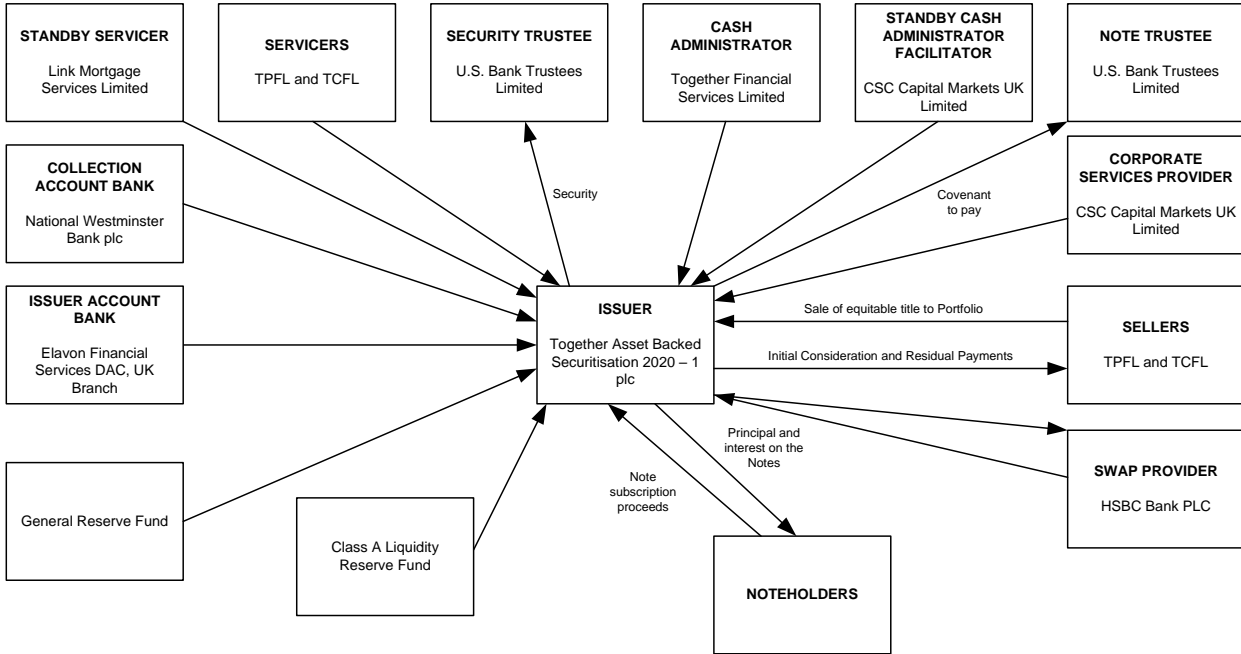 STANDBY SERVICER
Link Mortgage
Services Limited
SERVICERS
TPFL and TCFL
SECURITY TRUSTEE
U.S. Bank Trustees
Limited
CASH
ADMINISTRATOR
Together Financial
Services Limited
STANDBY CASH
ADMINISTRATOR
FACILITATOR
CSC Capital Markets UK
Limited
NOTE TRUSTEE
U.S. Bank Trustees
Limited
COLLECTION
ACCOUNT BANK
National Westminster
Bank plc
Security
Covenant
to pay
CORPORATE
SERVICES PROVIDER
CSC Capital Markets UK
Limited
ISSUER ACCOUNT
BANK
Elavon Financial
Services DAC, UK
Branch
ISSUER
Together Asset Backed
Securitisation 2020 – 1
plc
Sale of equitable title to Portfolio
Initial Consideration and Residual Payments
SELLERS
TPFL and TCFL
General Reserve Fund
Class A Liquidity
Reserve Fund
Note
subscription
proceeds
Principal and
interest on the
Notes
NOTEHOLDERS
SWAP PROVIDER
HSBC Bank PLC